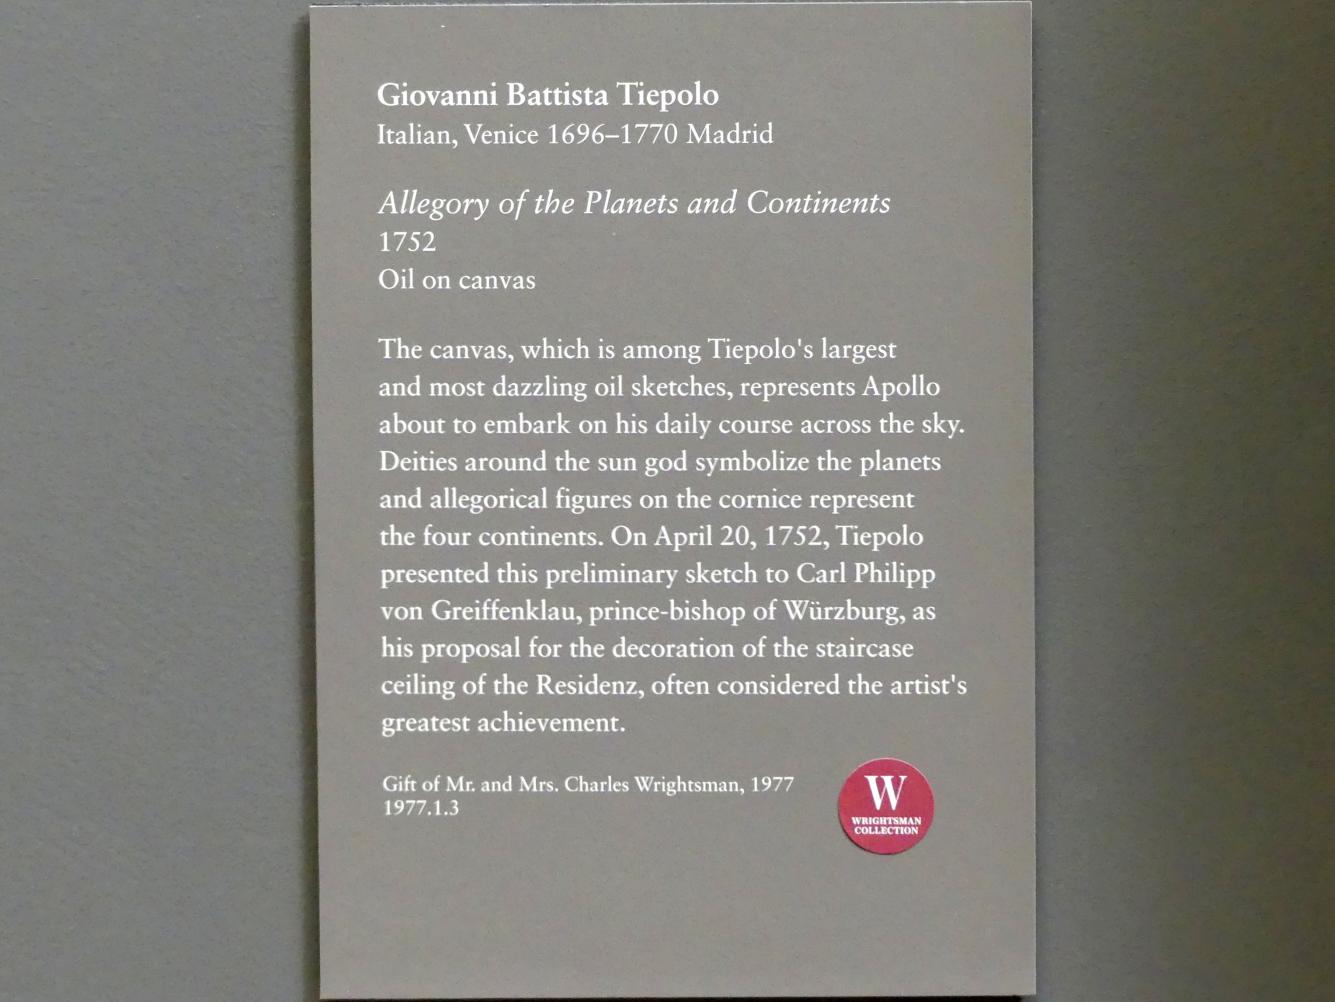 Giovanni Battista Tiepolo
Italian, Venice 1696–1770 Madrid
Allegory of the Planets and Continents
1752
Oil on canvas
The canvas, which is among Tiepolo's largest
and most dazzling oil sketches, represents Apollo
about to embark on his daily course across the sky.
Deities around the sun god symbolize the planets
and allegorical figures on the cornice represent
the four continents. On April 20, 1752, Tiepolo
presented this preliminary sketch to Carl Philipp
von Greiffenklau, prince-bishop of Würzburg, as
his proposal for the decoration of the staircase
ceiling of the Residenz, often considered the artist's
greatest achievement.
Gift of Mr. and Mrs. Charles Wrightsman, 1977
1977.1.3
W
WRIGHTSMAN
COLLECTION